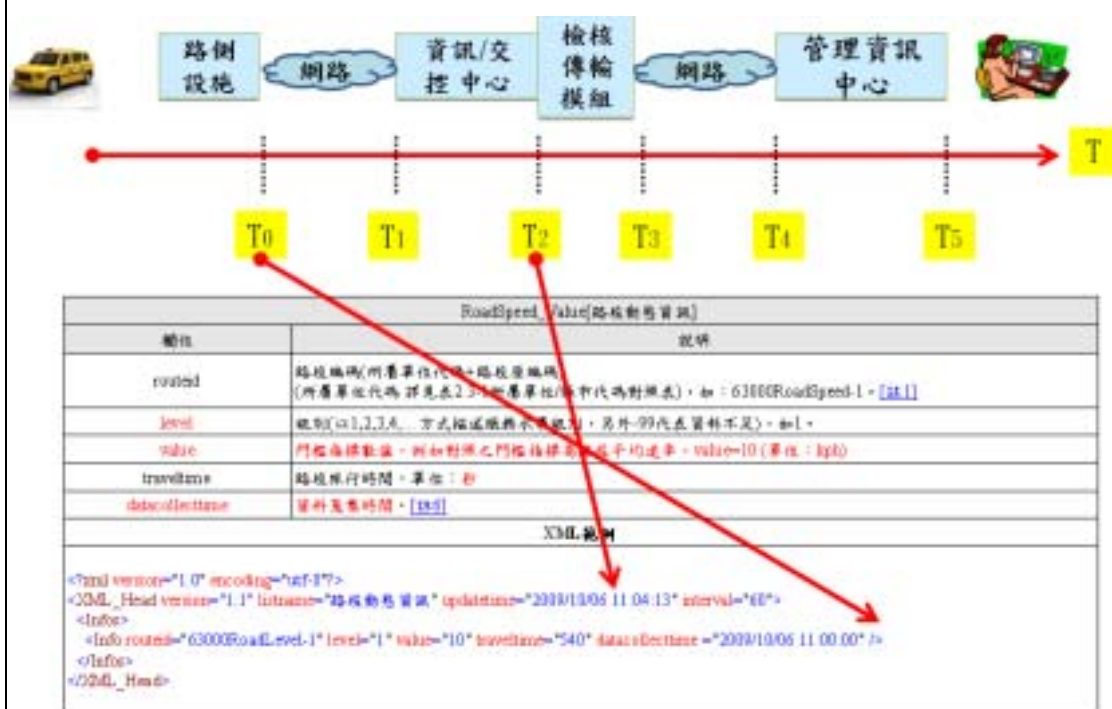 路側
設施
網路
資訊/交
控中心
檢核
傳輸
模組
網路
管理資訊
中心
T
T0
T1
T2
T3
T4
T5
RoadSpeed_Value[路段動態資訊]
欄位
說明
routeid
路段編碼(所屬單位代碼+路段座編碼
(所屬單位代碼 詳見表2.3-1所屬單位/縣市代碼對照表),如:63000RoadSpeed-1。[註1]
level
級別(以1,2,3,4,...方式描述服務水準級別,另外-99代表資料不足),如1。
value
門檻指標數值,例如對照之門檻指標為路段平均速率,value=10 (單位:kph)
traveltime
路段旅行時間,單位:秒
datacollecttime
資料蒐集時間。
XML範例
<?xml version="1.0" encoding="utf-8"?>
<XML_Head version="1.1" listname="路段動態資訊" updatetime="2009/10/06 11:04:13" interval="60">
<Infos>
<Info routeid="63000RoadLevel-1" level="1" value="10" traveltime="540" datacollecttime ="2009/10/06 11:00:00" />
</Infos>
</XML_Head>